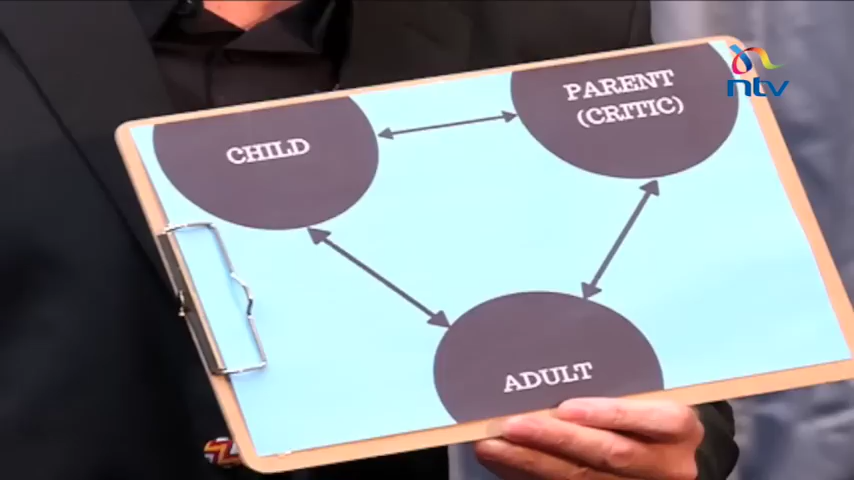 ntv
PARENT
(CRITIC)
CHILD
ADULT